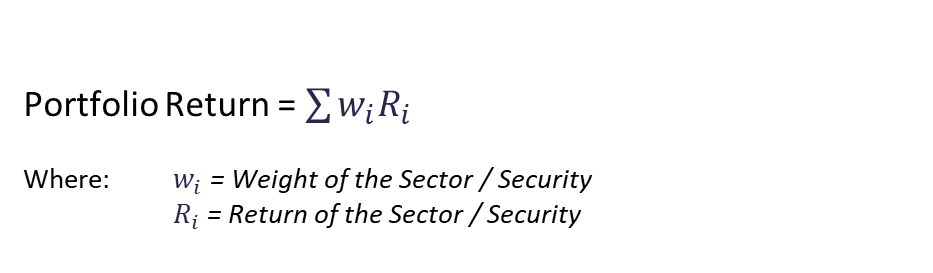 Portfolio Return = ∑ wᵢRᵢ
Where: wᵢ = Weight of the Sector / Security
Rᵢ = Return of the Sector / Security